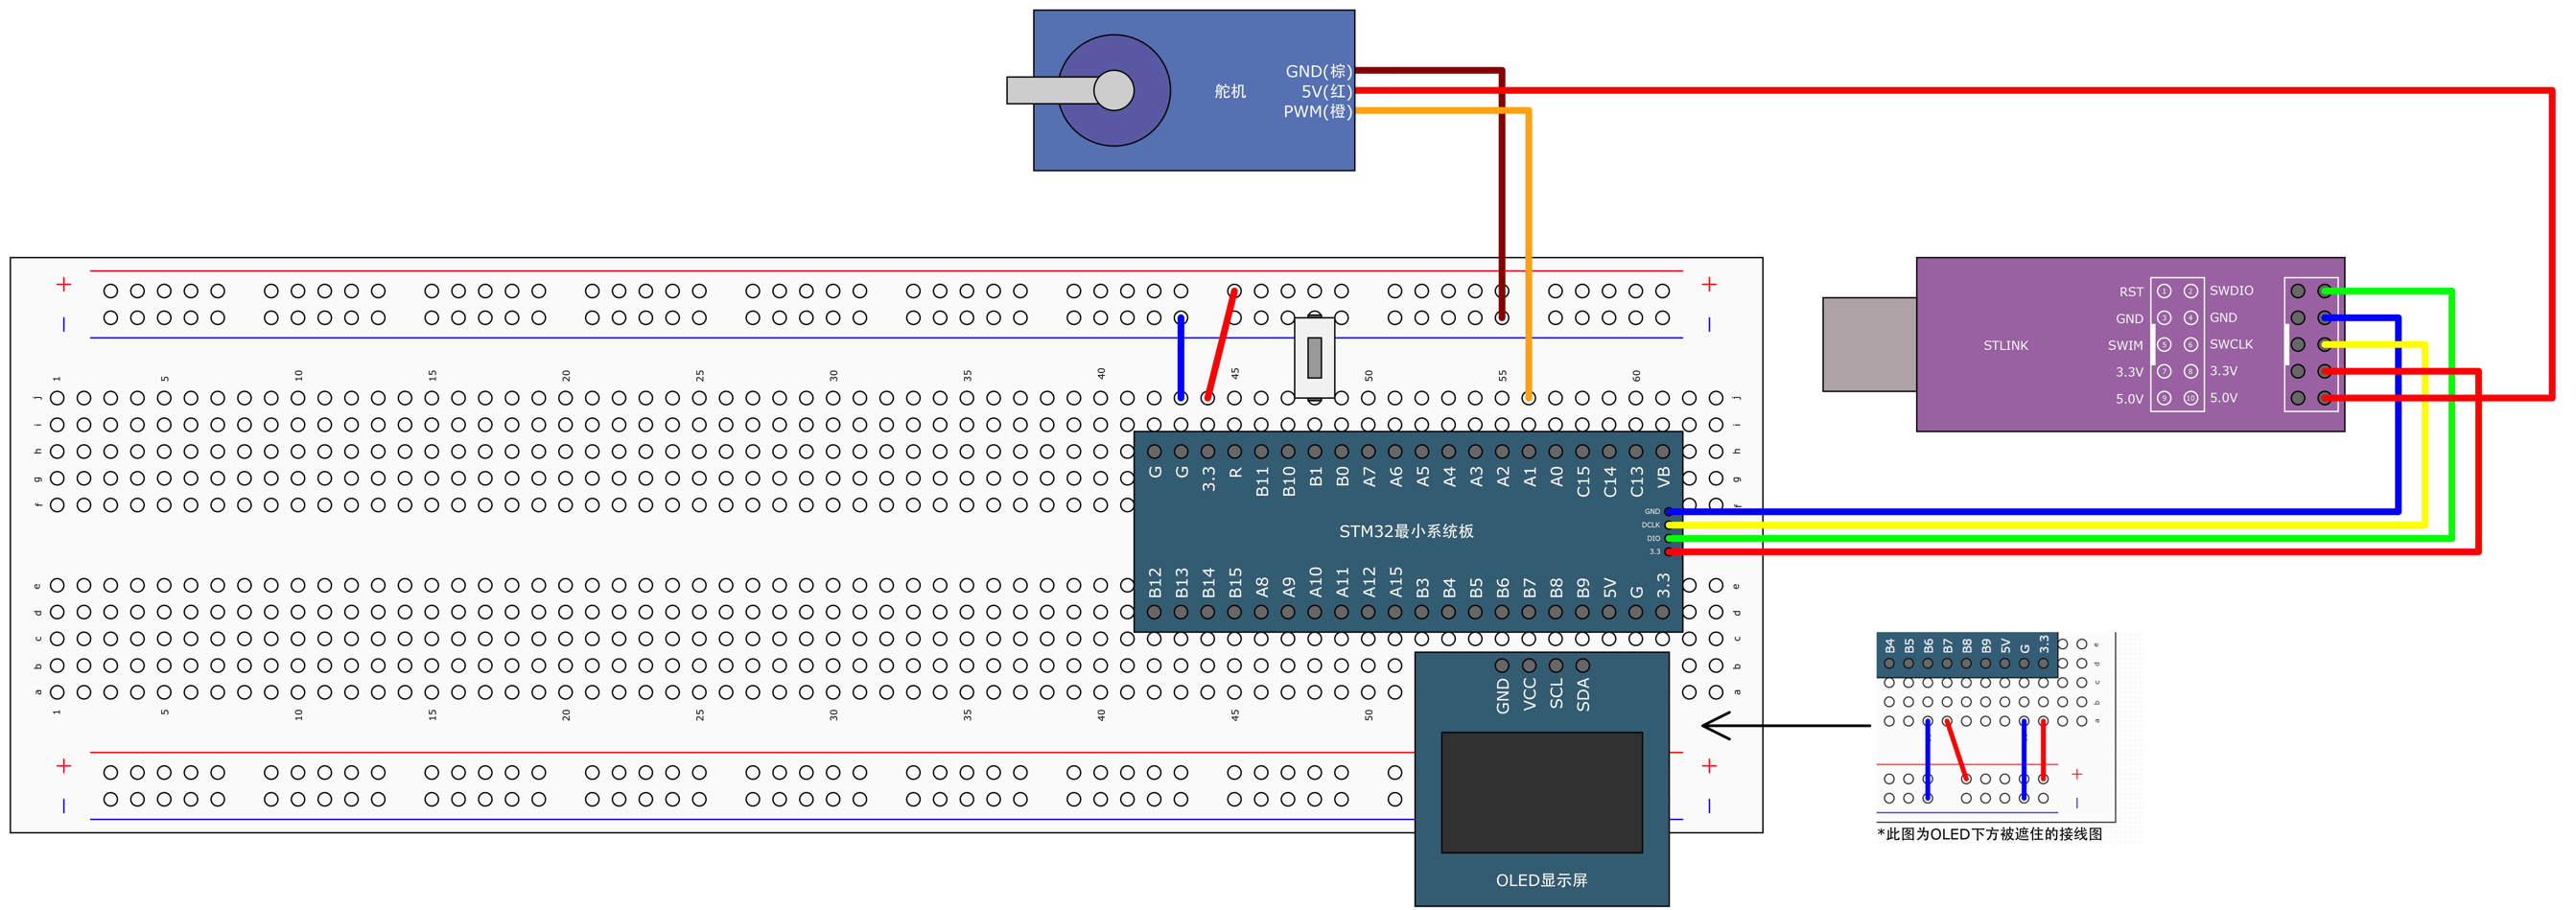 GND(棕)
舵机 5V(红)
PWM(橙)
+ +
− −
1 5 10 15 20 25 30 35 40 45 50 55 60
j j
i i
h h
g g
f f
G G 3.3 R B11 B10 B1 B0 A7 A6 A5 A4 A3 A2 A1 A0 C15 C14 C13 VB
GND
DCLK
DIO
3.3
STM32最小系统板
B12 B13 B14 B15 A8 A9 A10 A11 A12 A15 B3 B4 B5 B6 B7 B8 B9 5V G 3.3
e e
d d
c c
b b
a a
1 5 10 15 20 25 30 35 40 45 50
+ +
− −
GND VCC SCL SDA
OLED显示屏
STLINK
RST 1 2 SWDIO
GND 3 4 GND
SWIM 5 6 SWCLK
3.3V 7 8 3.3V
5.0V 9 10 5.0V
B4 B5 B6 B7 B8 B9 5V G 3.3
e
d
c
b
a
+
−
*此图为OLED下方被遮住的接线图